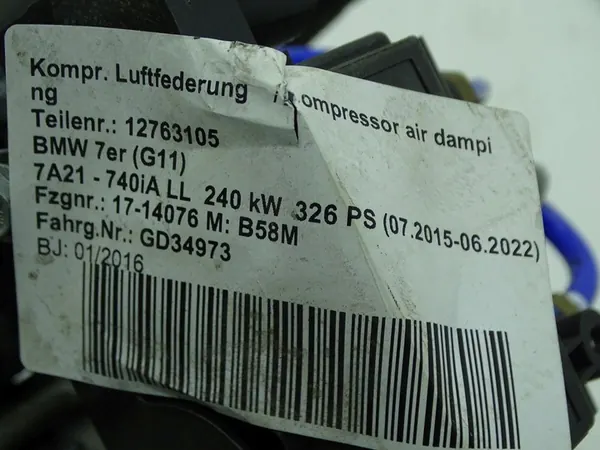 Kompr. Luftfederung / Kompressor air dampi
ng
Teilenr.: 12763105
BMW 7er (G11)
7A21 - 740iA LL 240 kW 326 PS (07.2015-06.2022)
Fzgnr.: 17-14076 M: B58M
Fahrg.Nr.: GD34973
BJ: 01/2016